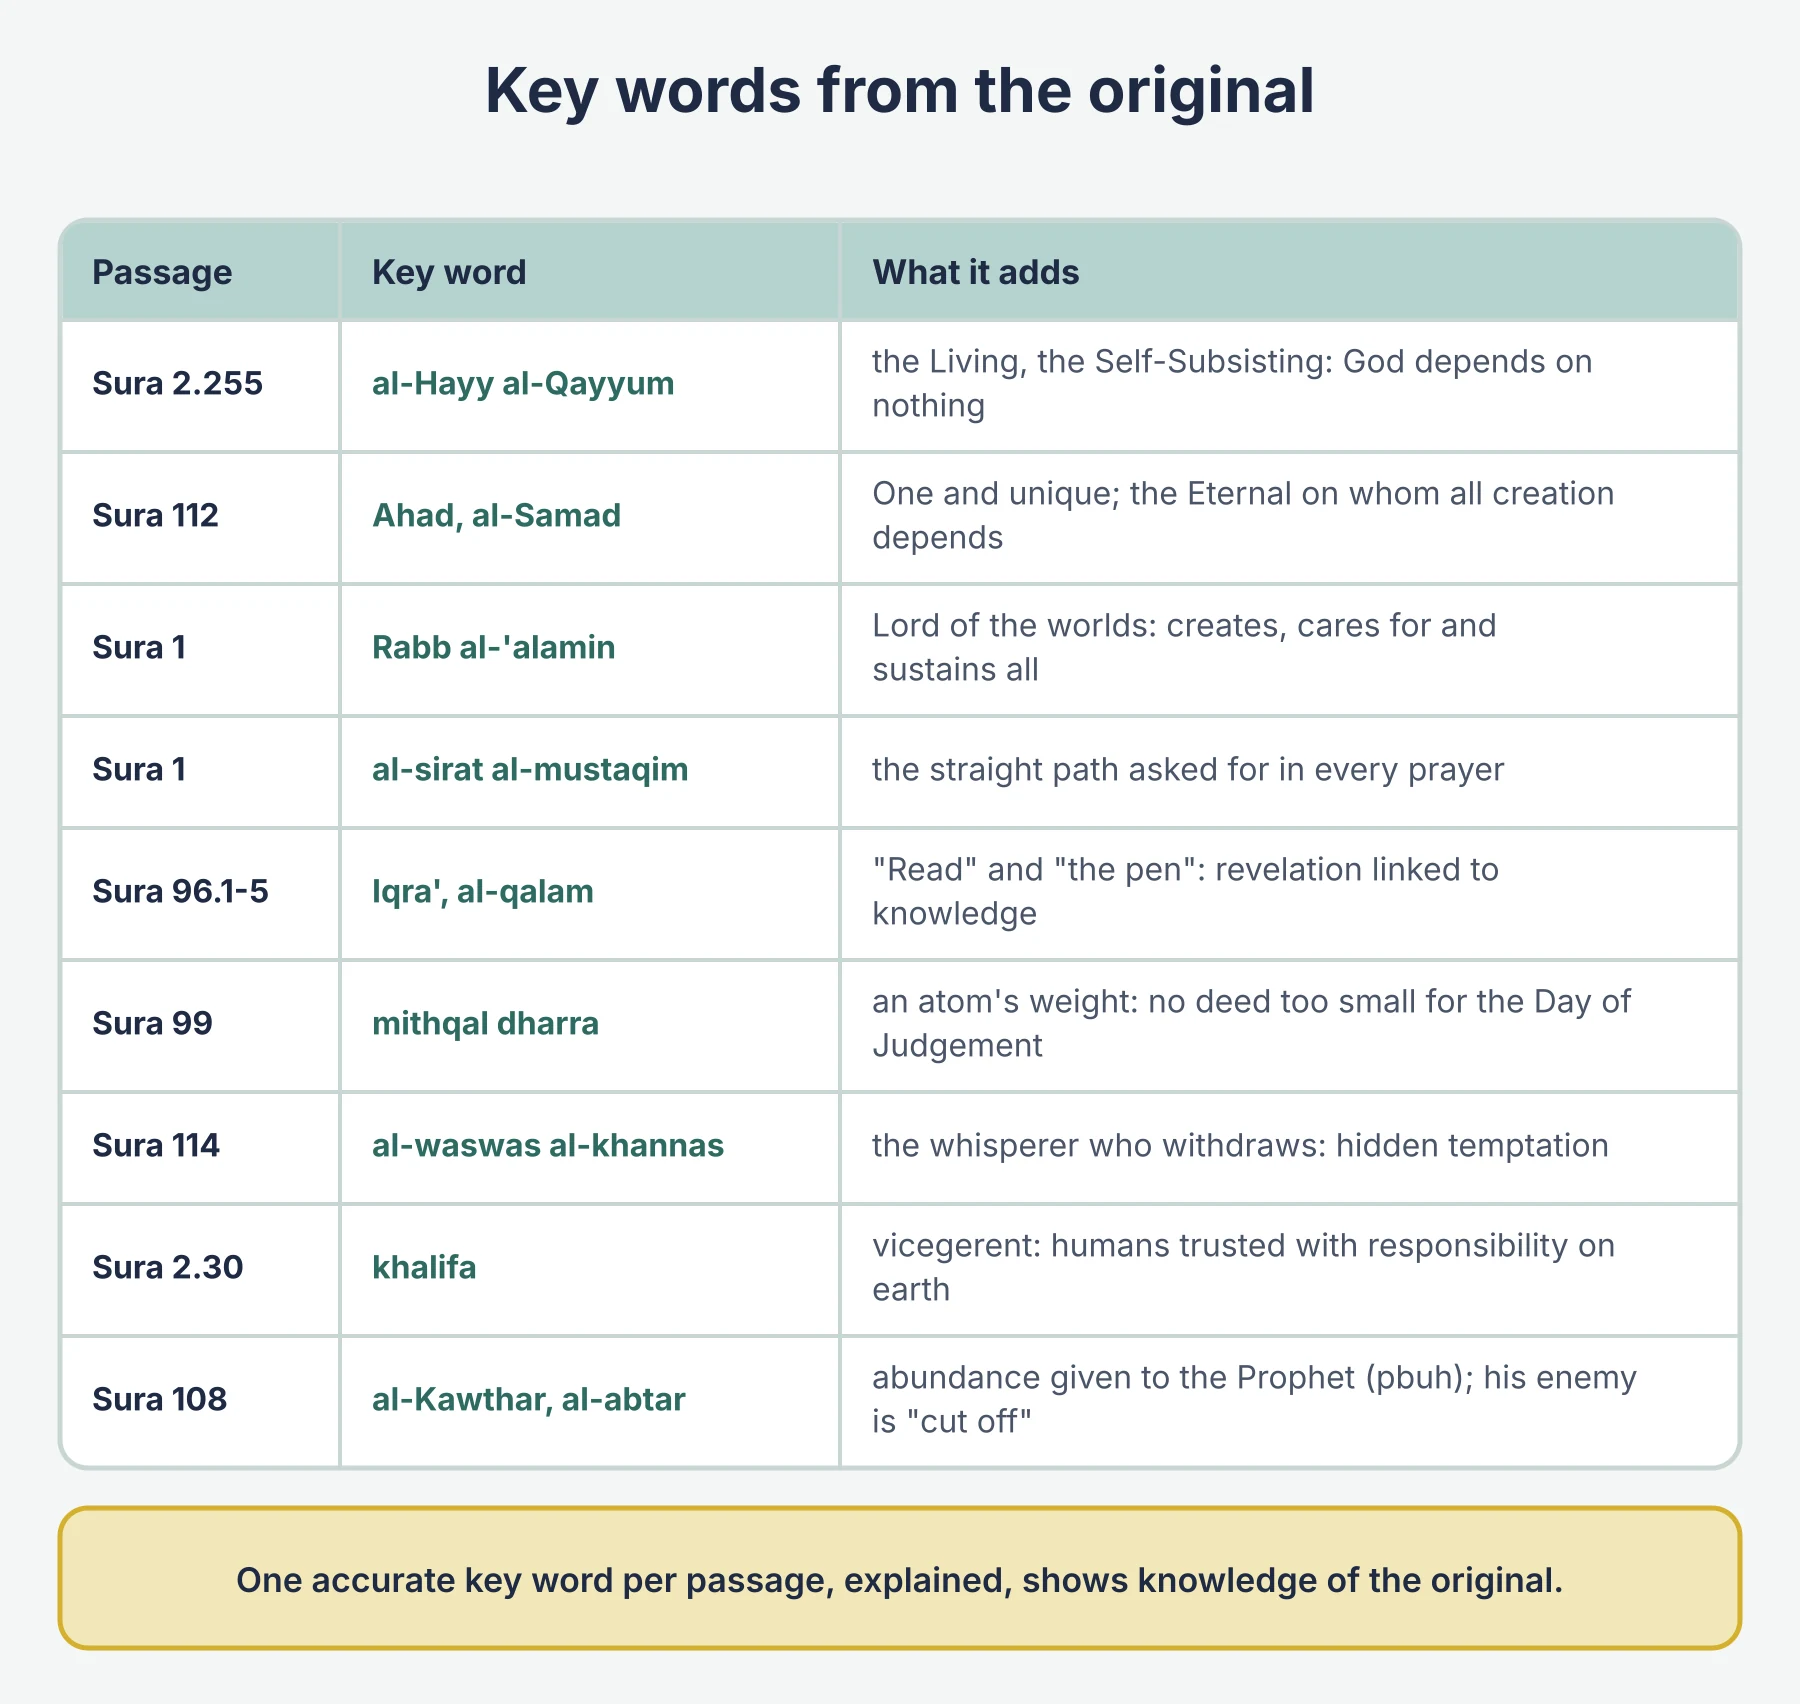 Key words from the original
Passage
Key word
What it adds
Sura 2.255
al-Hayy al-Qayyum
the Living, the Self-Subsisting: God depends on
nothing
Sura 112
Ahad, al-Samad
One and unique; the Eternal on whom all creation
depends
Sura 1
Rabb al-'alamin
Lord of the worlds: creates, cares for and
sustains all
Sura 1
al-sirat al-mustaqim
the straight path asked for in every prayer
Sura 96.1-5
Iqra', al-qalam
"Read" and "the pen": revelation linked to
knowledge
Sura 99
mithqal dharra
an atom's weight: no deed too small for the Day of
Judgement
Sura 114
al-waswas al-khannas
the whisperer who withdraws: hidden temptation
Sura 2.30
khalifa
vicegerent: humans trusted with responsibility on
earth
Sura 108
al-Kawthar, al-abtar
abundance given to the Prophet (pbuh); his enemy
is "cut off"
One accurate key word per passage, explained, shows knowledge of the original.